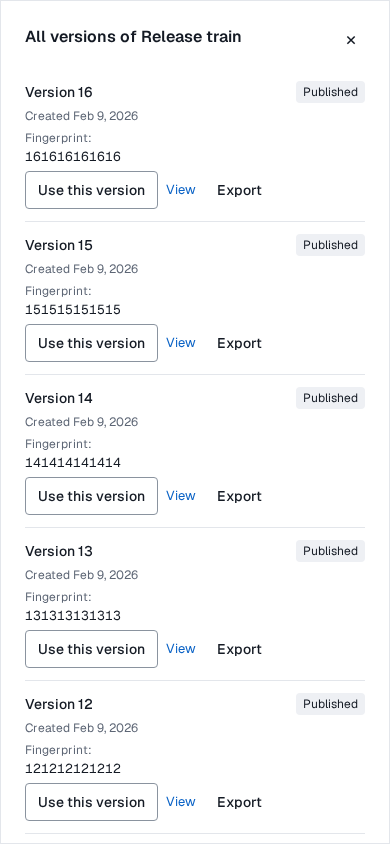 All versions of Release train
Version 16
Published
Created Feb 9, 2026
Fingerprint:
161616161616
Use this version View Export
Version 15
Published
Created Feb 9, 2026
Fingerprint:
151515151515
Use this version View Export
Version 14
Published
Created Feb 9, 2026
Fingerprint:
141414141414
Use this version View Export
Version 13
Published
Created Feb 9, 2026
Fingerprint:
131313131313
Use this version View Export
Version 12
Published
Created Feb 9, 2026
Fingerprint:
121212121212
Use this version View Export